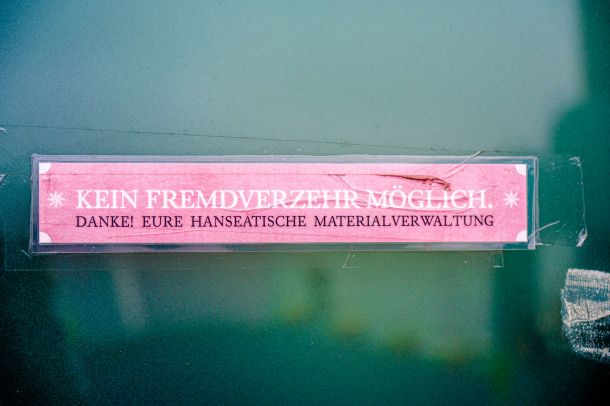 KEIN FREMDVERZEHR MÖGLICH.
DANKE! EURE HANSEATISCHE MATERIALVERWALTUNG